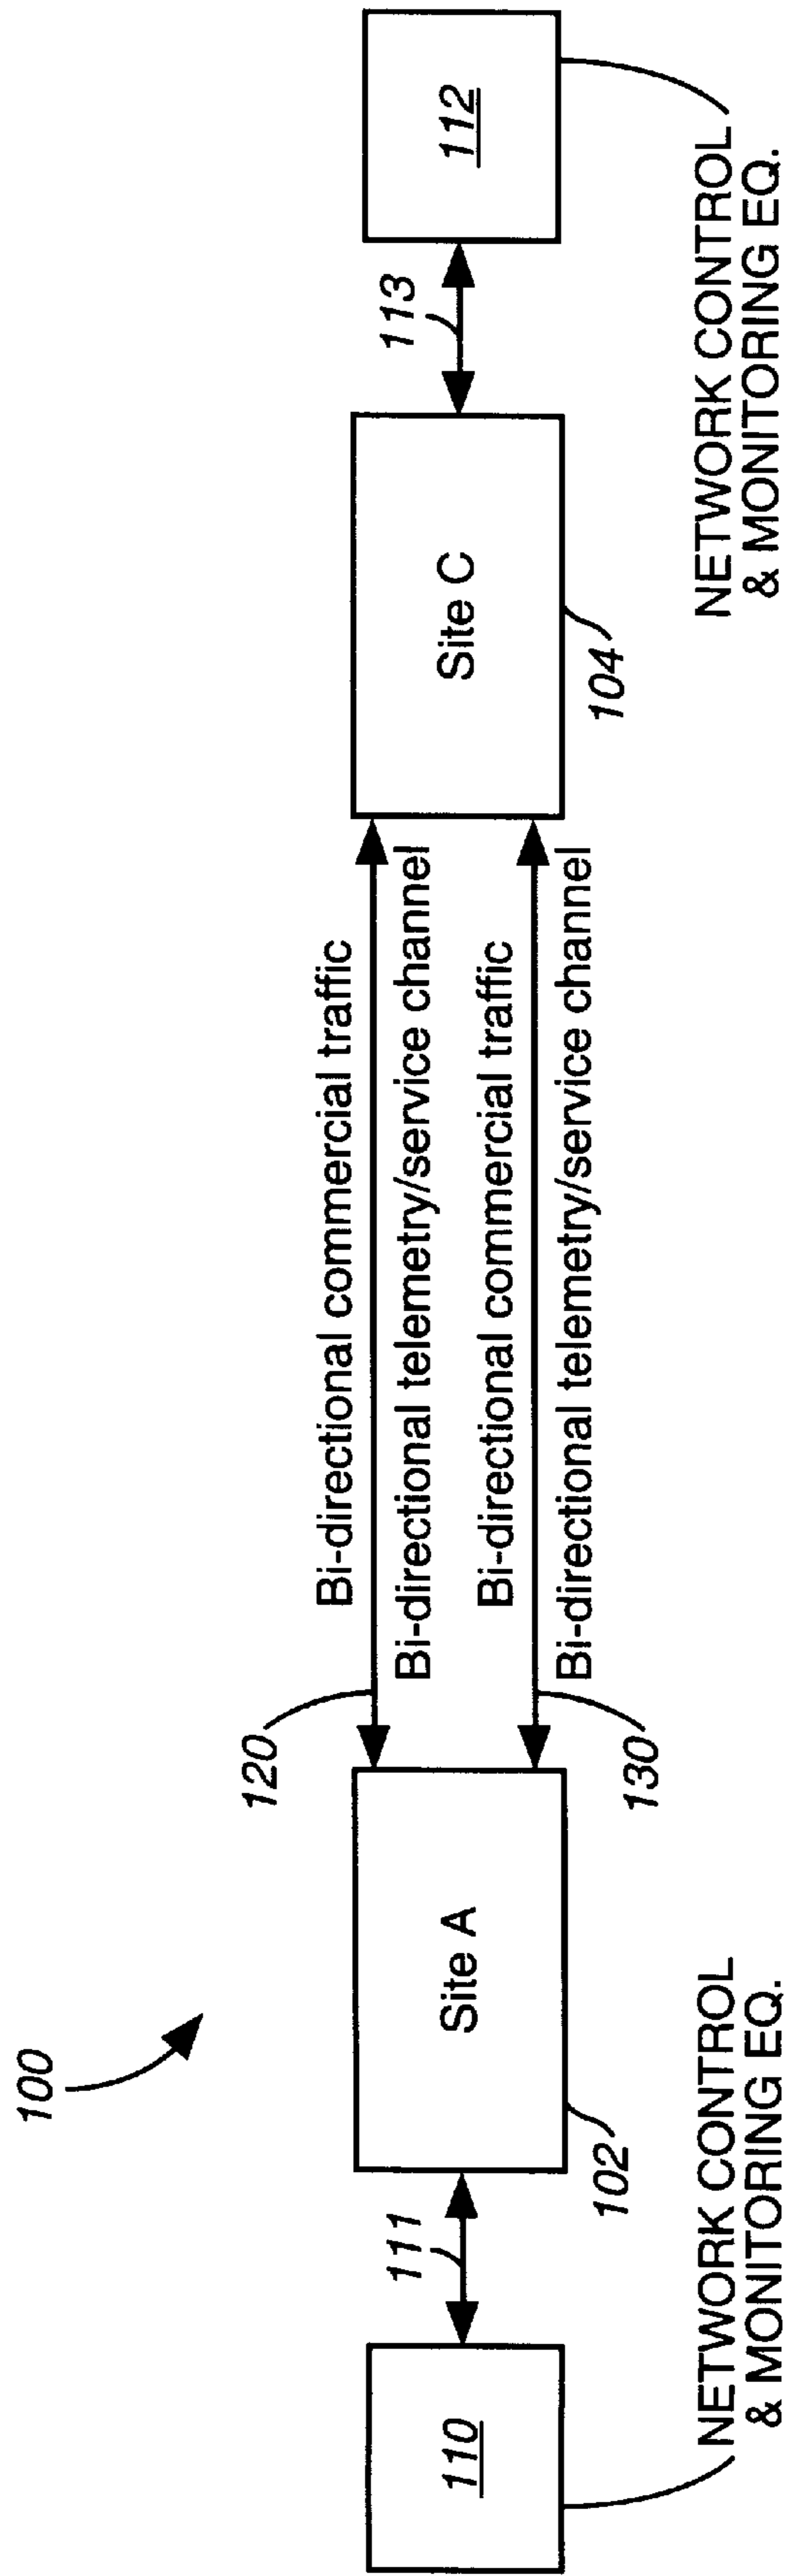 100
120
Bi-directional commercial traffic
Bi-directional telemetry/service channel
Bi-directional commercial traffic
Bi-directional telemetry/service channel
130
110
111
Site A
102
Site C
104
113
112
NETWORK CONTROL
& MONITORING EQ.
NETWORK CONTROL
& MONITORING EQ.